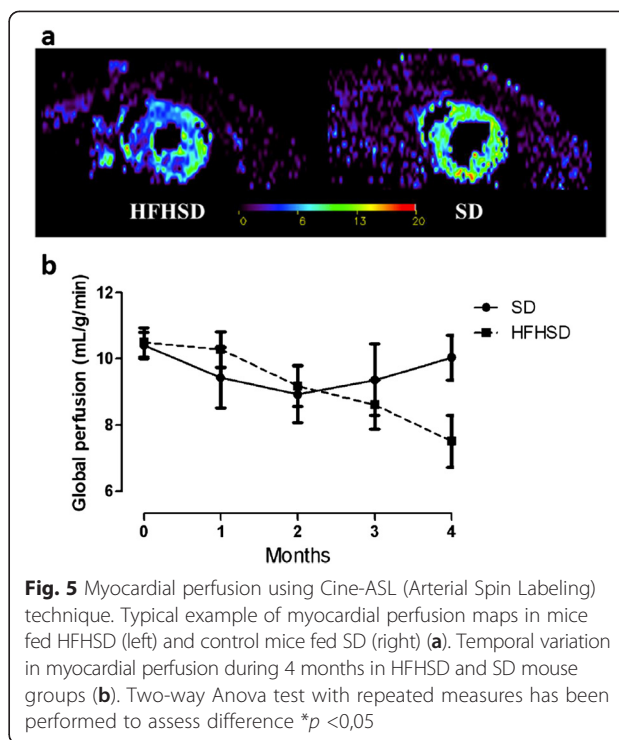 a
HFHSD
SD
0 6 13 20
b
12
10
8
6
Global perfusion (mL/g/min)
SD
HFHSD
0 1 2 3 4
Months
Fig. 5 Myocardial perfusion using Cine-ASL (Arterial Spin Labeling)
technique. Typical example of myocardial perfusion maps in mice
fed HFHSD (left) and control mice fed SD (right) (a). Temporal variation
in myocardial perfusion during 4 months in HFHSD and SD mouse
groups (b). Two-way Anova test with repeated measures has been
performed to assess difference *p <0,05